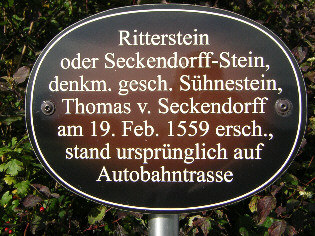 Ritterstein
oder Seckendorff-Stein,
denkm. gesch. Sühnestein,
Thomas v. Seckendorff
am 19. Feb. 1559 ersch.,
stand ursprünglich auf
Autobahntrasse